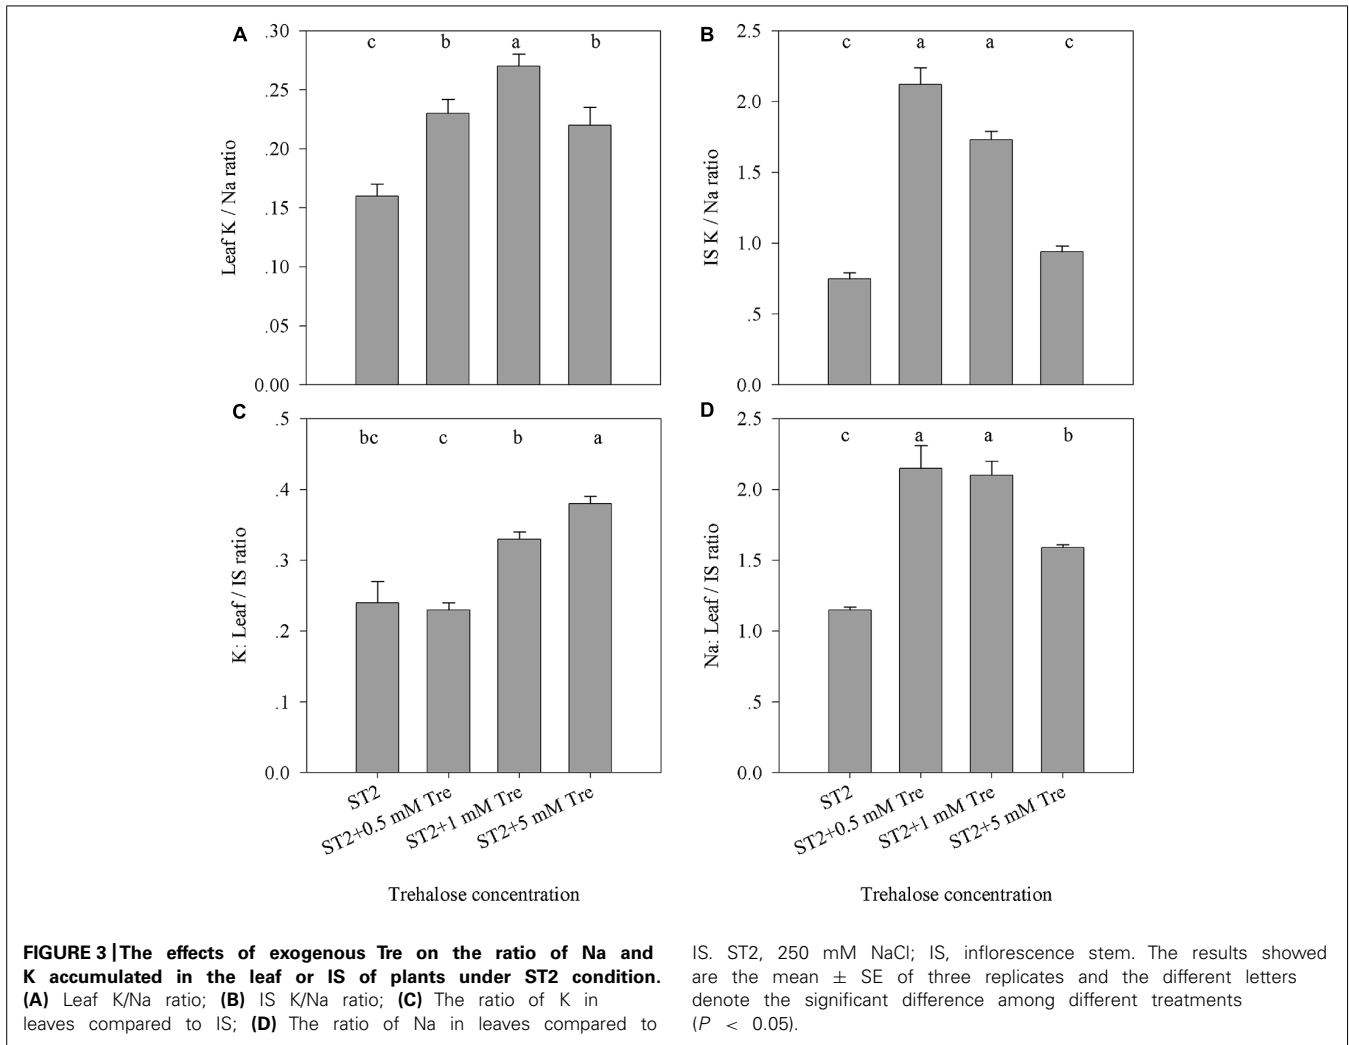 A
.30
.25
.20
.15
.10
.05
0.00
Leaf K / Na ratio
c b a b
B
2.5
2.0
1.5
1.0
.5
0.0
IS K / Na ratio
c a a c
C
.5
.4
.3
.2
.1
0.0
K: Leaf / IS ratio
bc c b a
ST2
ST2+0.5 mM Tre
ST2+1 mM Tre
ST2+5 mM Tre
Trehalose concentration
D
2.5
2.0
1.5
1.0
.5
0.0
Na: Leaf / IS ratio
c a a b
ST2
ST2+0.5 mM Tre
ST2+1 mM Tre
ST2+5 mM Tre
Trehalose concentration
FIGURE 3 | The effects of exogenous Tre on the ratio of Na and
K accumulated in the leaf or IS of plants under ST2 condition.
(A) Leaf K/Na ratio; (B) IS K/Na ratio; (C) The ratio of K in
leaves compared to IS; (D) The ratio of Na in leaves compared to
IS. ST2, 250 mM NaCl; IS, inflorescence stem. The results showed
are the mean ± SE of three replicates and the different letters
denote the significant difference among different treatments
(P < 0.05).